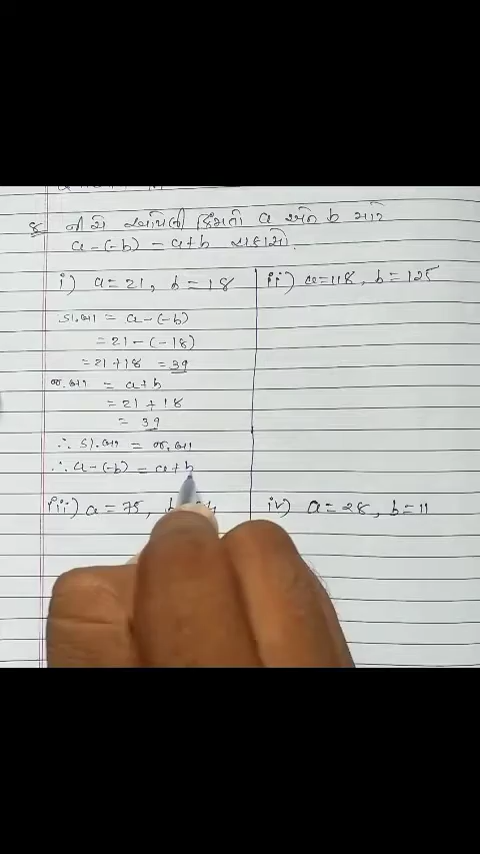 ૪ નીચે આપેલી કિંમતો a અને b માટે
a-(-b) = a+b ચકાસો.
i) a=21, b=18
ડા.બા = a-(-b)
= 21-(-18)
= 21+18 = 39
જ.બા = a+b
= 21+18
= 39
∴ ડા.બા = જ.બા
∴ a-(-b) = a+b
ii) a=118, b=125
iii) a=75, b
iv) a=28, b=11